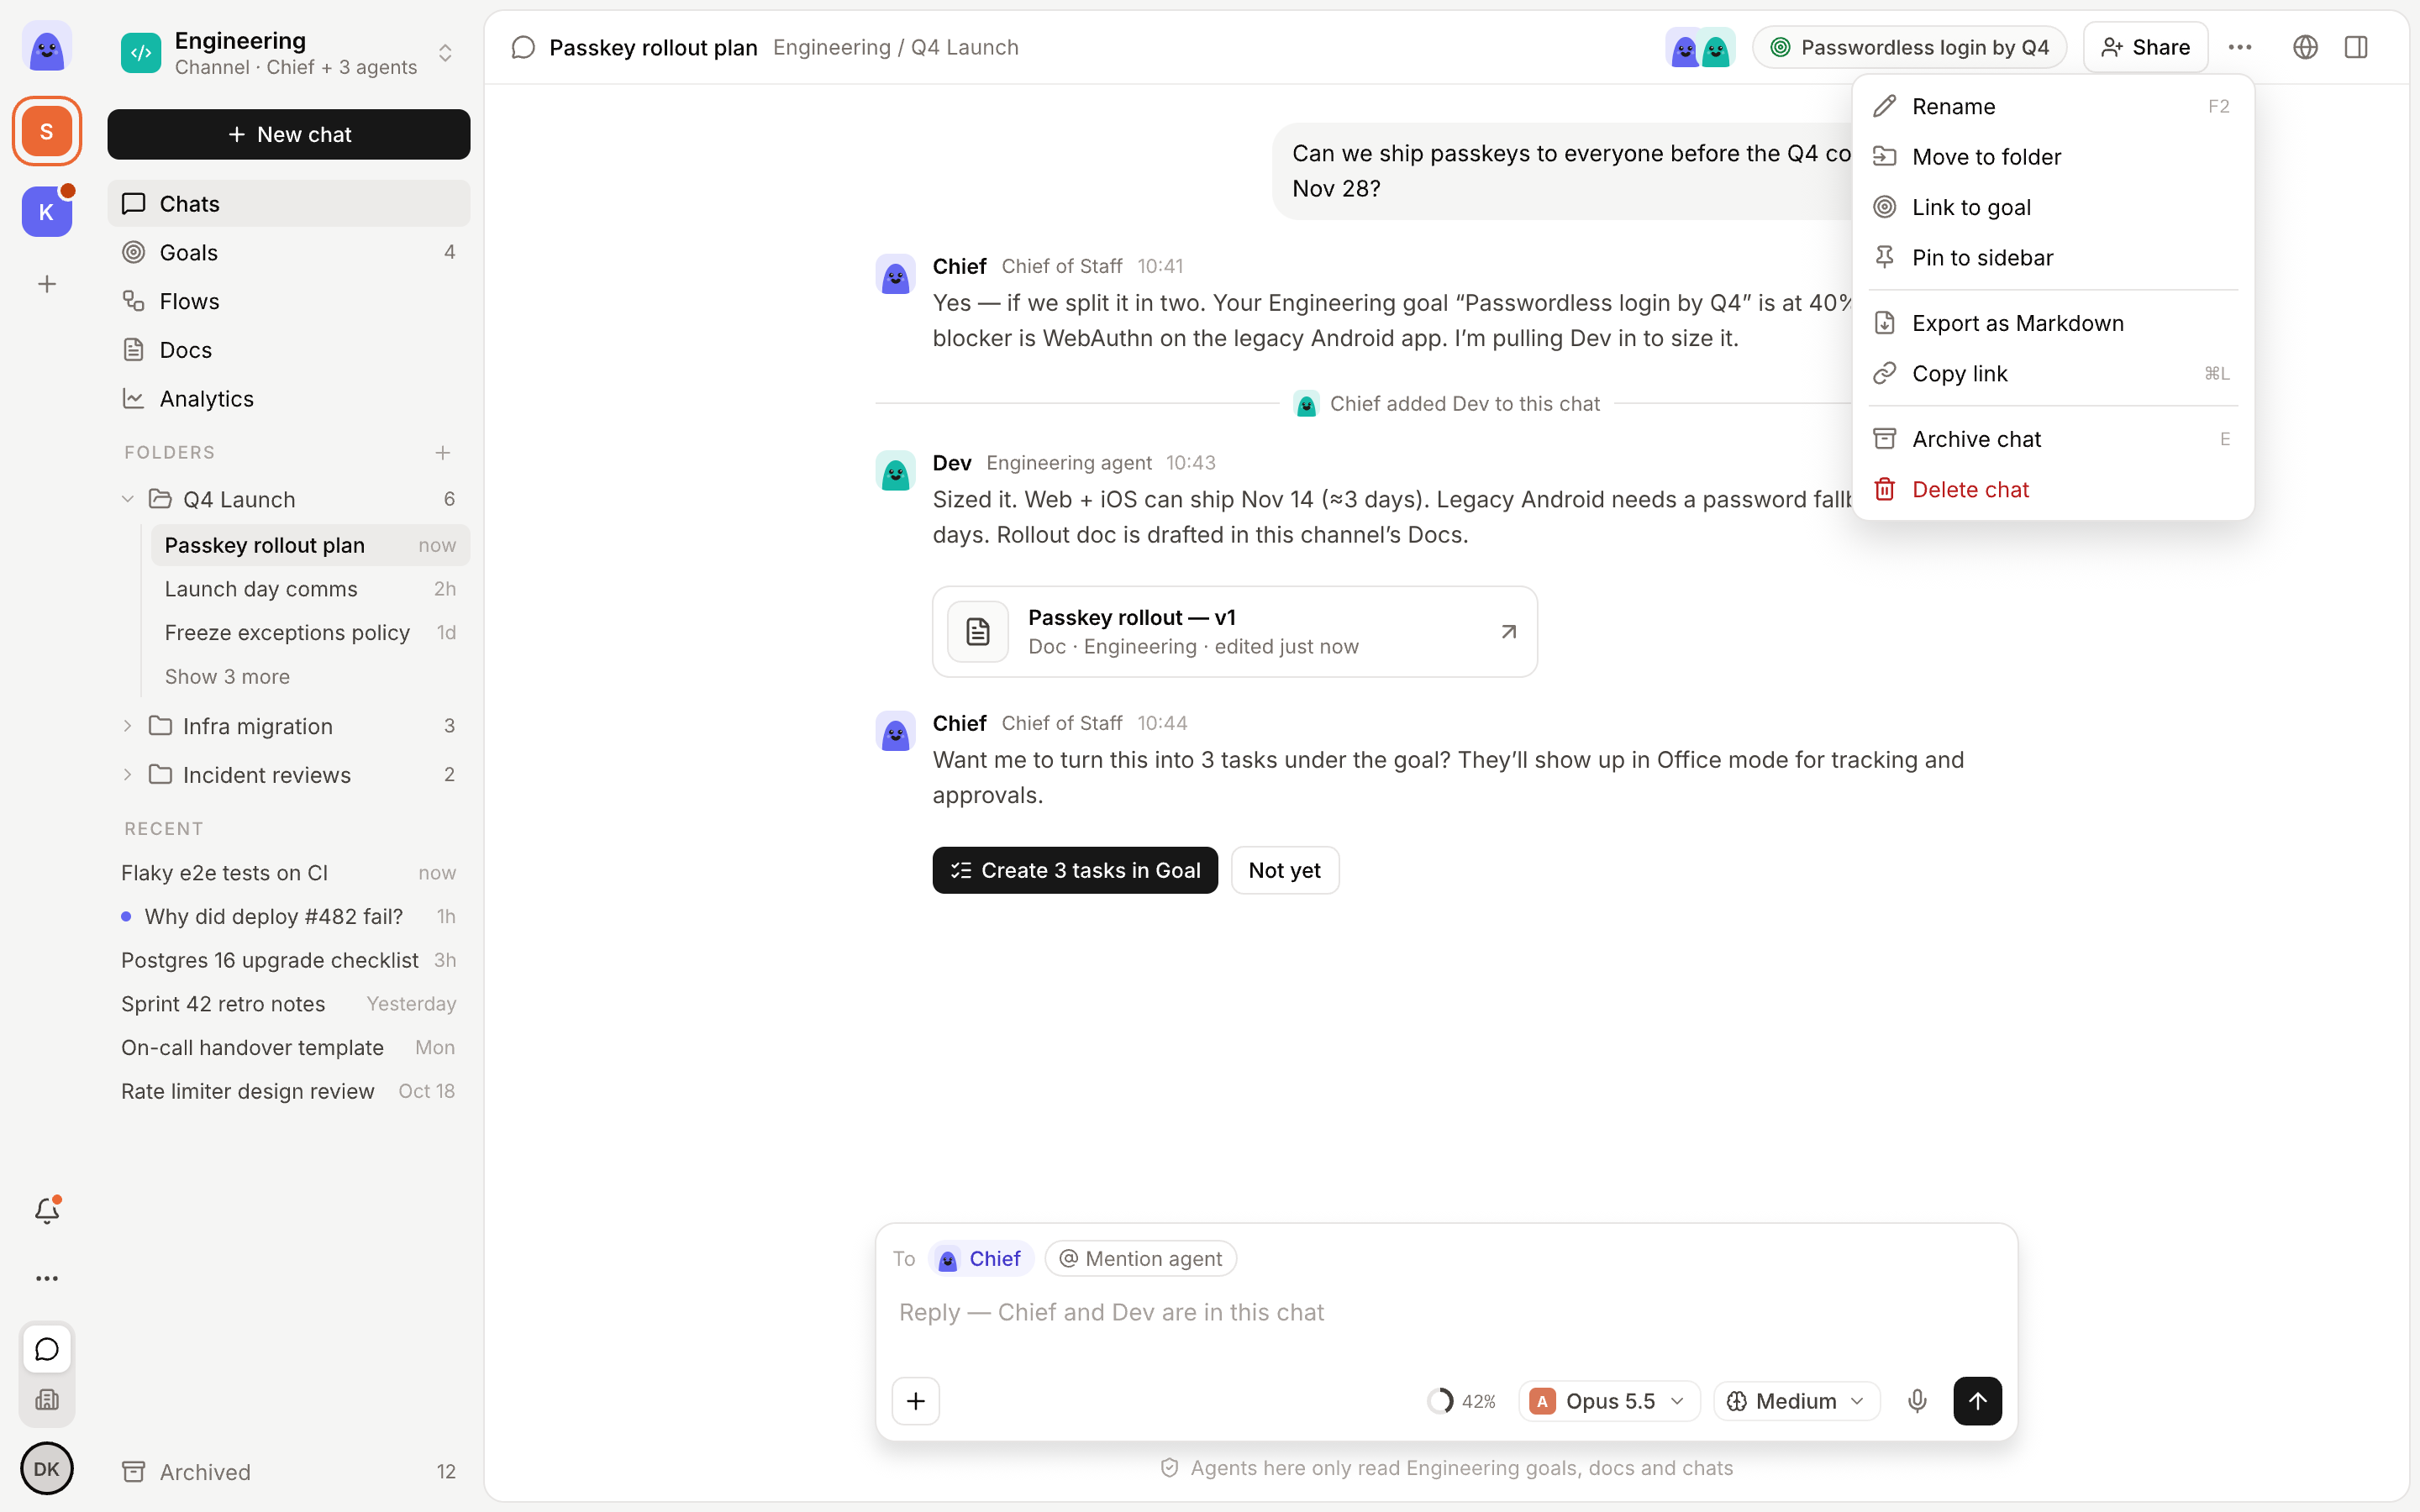 Engineering
Channel · Chief + 3 agents
S
K
New chat
Chats
Goals 4
Flows
Docs
Analytics
FOLDERS
Q4 Launch 6
Passkey rollout plan now
Launch day comms 2h
Freeze exceptions policy 1d
Show 3 more
Infra migration 3
Incident reviews 2
RECENT
Flaky e2e tests on CI now
Why did deploy #482 fail? 1h
Postgres 16 upgrade checklist 3h
Sprint 42 retro notes Yesterday
On-call handover template Mon
Rate limiter design review Oct 18
DK
Archived 12
Passkey rollout plan Engineering / Q4 Launch
Passwordless login by Q4
Share
Rename F2
Move to folder
Link to goal
Pin to sidebar
Export as Markdown
Copy link ⌘L
Archive chat E
Delete chat
Can we ship passkeys to everyone before the Q4
Nov 28?
Chief Chief of Staff 10:41
Yes — if we split it in two. Your Engineering goal “Passwordless login by Q4” is at 40%
blocker is WebAuthn on the legacy Android app. I’m pulling Dev in to size it.
Chief added Dev to this chat
Dev Engineering agent 10:43
Sized it. Web + iOS can ship Nov 14 (≈3 days). Legacy Android needs a password
days. Rollout doc is drafted in this channel’s Docs.
Passkey rollout — v1
Doc · Engineering · edited just now
Chief Chief of Staff 10:44
Want me to turn this into 3 tasks under the goal? They’ll show up in Office mode for tracking and
approvals.
Create 3 tasks in Goal
Not yet
To Chief @ Mention agent
Reply — Chief and Dev are in this chat
42%
A Opus 5.5
Medium
Agents here only read Engineering goals, docs and chats